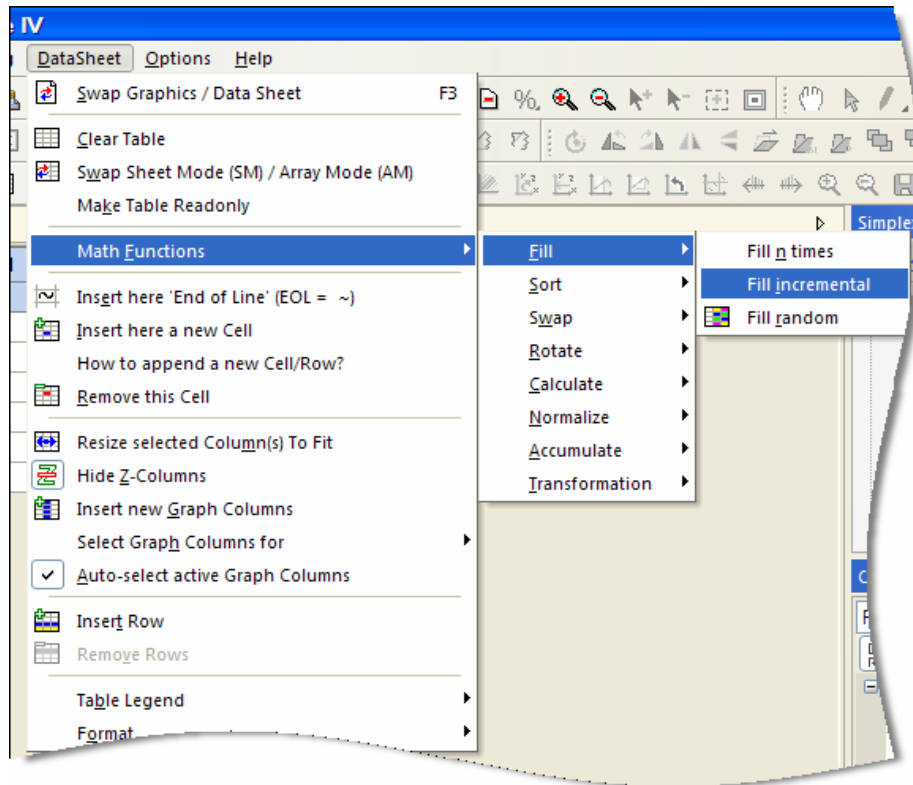 IV
DataSheet Options Help
Swap Graphics / Data Sheet F3
Clear Table
Swap Sheet Mode (SM) / Array Mode (AM)
Make Table Readonly
Math Functions
Insert here 'End of Line' (EOL = ~)
Insert here a new Cell
How to append a new Cell/Row?
Remove this Cell
Resize selected Column(s) To Fit
Hide Z-Columns
Insert new Graph Columns
Select Graph Columns for
Auto-select active Graph Columns
Insert Row
Remove Rows
Table Legend
Format
Fill
Sort
Swap
Rotate
Calculate
Normalize
Accumulate
Transformation
Fill n times
Fill incremental
Fill random
Simple